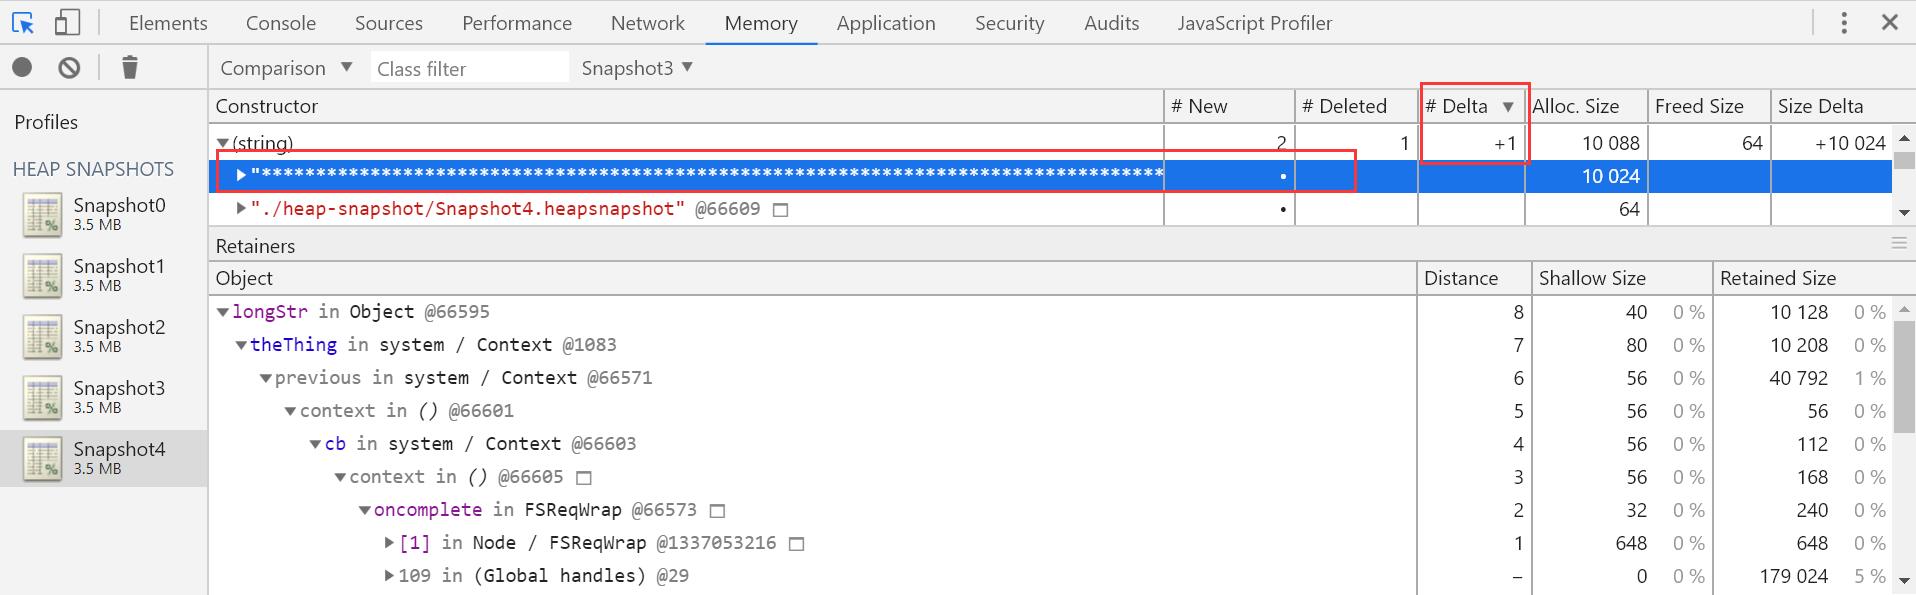 Elements Console Sources Performance Network Memory Application Security Audits JavaScript Profiler
Comparison ▼ Class filter Snapshot3 ▼
Profiles
HEAP SNAPSHOTS
Snapshot0
3.5 MB
Snapshot1
3.5 MB
Snapshot2
3.5 MB
Snapshot3
3.5 MB
Snapshot4
3.5 MB
Constructor # New # Deleted # Delta ▼ Alloc. Size Freed Size Size Delta
▼(string) 2 1 +1 10 088 64 +10 024
▶"*************************************************************************** • 10 024
▶"./heap-snapshot/Snapshot4.heapsnapshot" @66609 • 64
Retainers
Object Distance Shallow Size Retained Size
▼longStr in Object @66595 8 40 0 % 10 128 0 %
▼theThing in system / Context @1083 7 80 0 % 10 208 0 %
▼previous in system / Context @66571 6 56 0 % 40 792 1 %
▼context in () @66601 5 56 0 % 56 0 %
▼cb in system / Context @66603 4 56 0 % 112 0 %
▼context in () @66605 3 56 0 % 168 0 %
▼oncomplete in FSReqWrap @66573 2 32 0 % 240 0 %
▶[1] in Node / FSReqWrap @1337053216 1 648 0 % 648 0 %
▶109 in (Global handles) @29 – 0 0 % 179 024 5 %